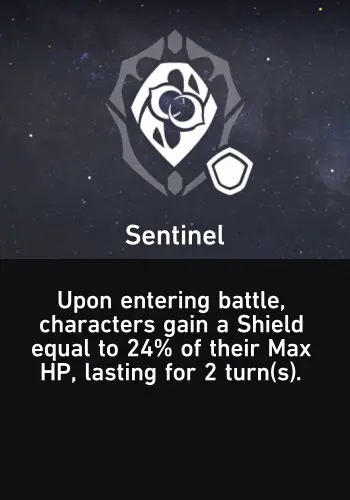 Sentinel
Upon entering battle,
characters gain a Shield
equal to 24% of their Max
HP, lasting for 2 turn(s).